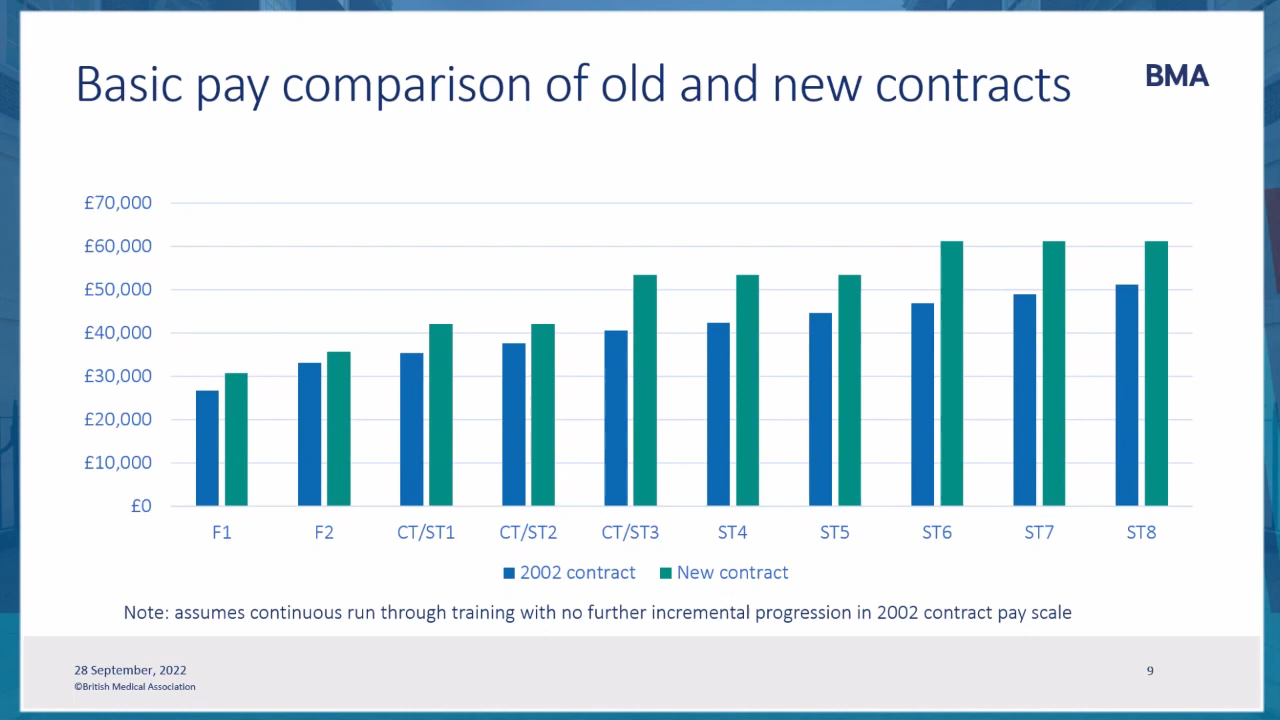 Basic pay comparison of old and new contracts
BMA
£70,000
£60,000
£50,000
£40,000
£30,000
£20,000
£10,000
£0
F1 F2 CT/ST1 CT/ST2 CT/ST3 ST4 ST5 ST6 ST7 ST8
2002 contract New contract
Note: assumes continuous run through training with no further incremental progression in 2002 contract pay scale
28 September, 2022 9
©British Medical Association